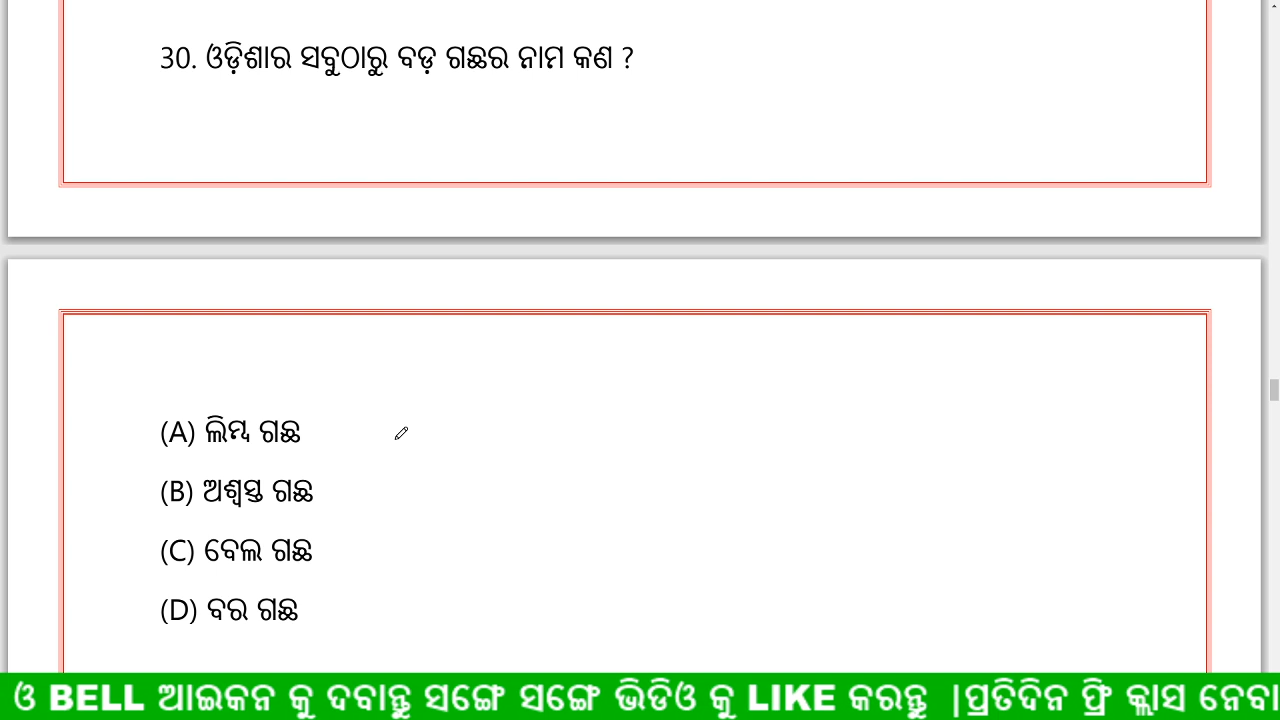 30. ଓଡ଼ିଶାର ସବୁଠାରୁ ବଡ଼ ଗଛର ନାମ କଣ ?
(A) ଲିମ୍ୱ ଗଛ
(B) ଅଶ୍ୱସ୍ତ ଗଛ
(C) ବେଲ ଗଛ
(D) ବର ଗଛ
ଓ BELL ଆଇକନ କୁ ଦବାନ୍ତୁ ସଙ୍ଗେ ସଙ୍ଗେ ଭିଡିଓ କୁ LIKE କରନ୍ତୁ |ପ୍ରତିଦିନ ଫ୍ରି କ୍ଲାସ ନେବା